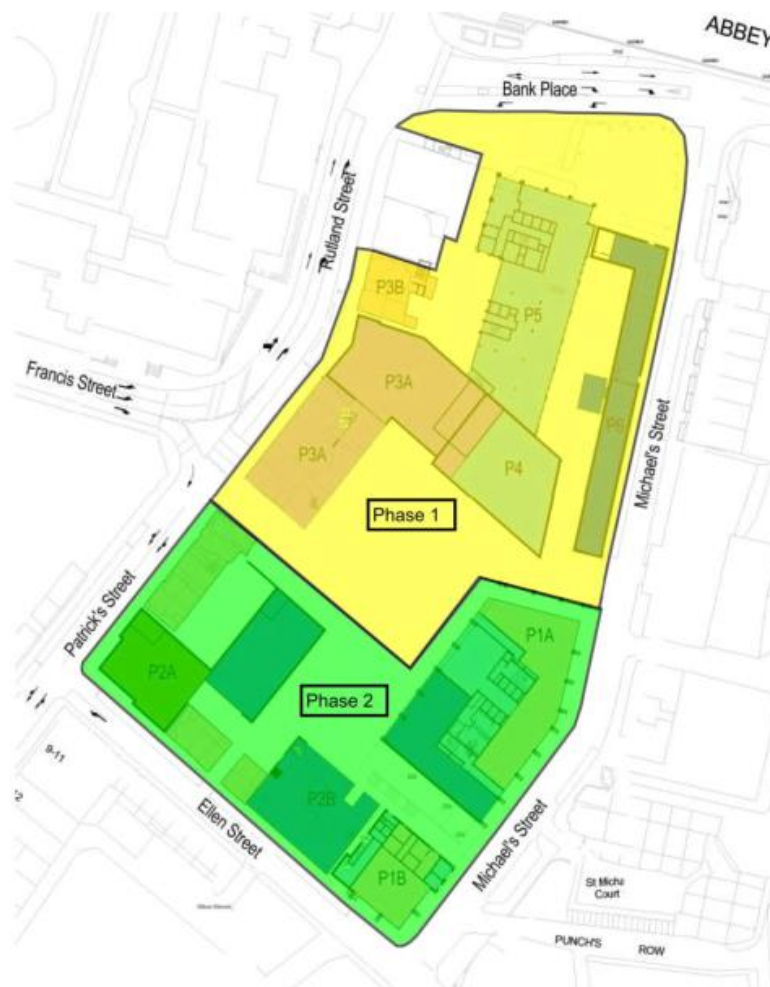 ABBEY
Bank Place
Rutland Street
P3B
P5
Francis Street
P3A
P6
P3A
P4
Michael's Street
Phase 1
Patrick's Street
P1A
P2A
Phase 2
9-11
Ellen Street
P2B
Michael's Street
P1B
St Micha
Court
PUNCH'S ROW